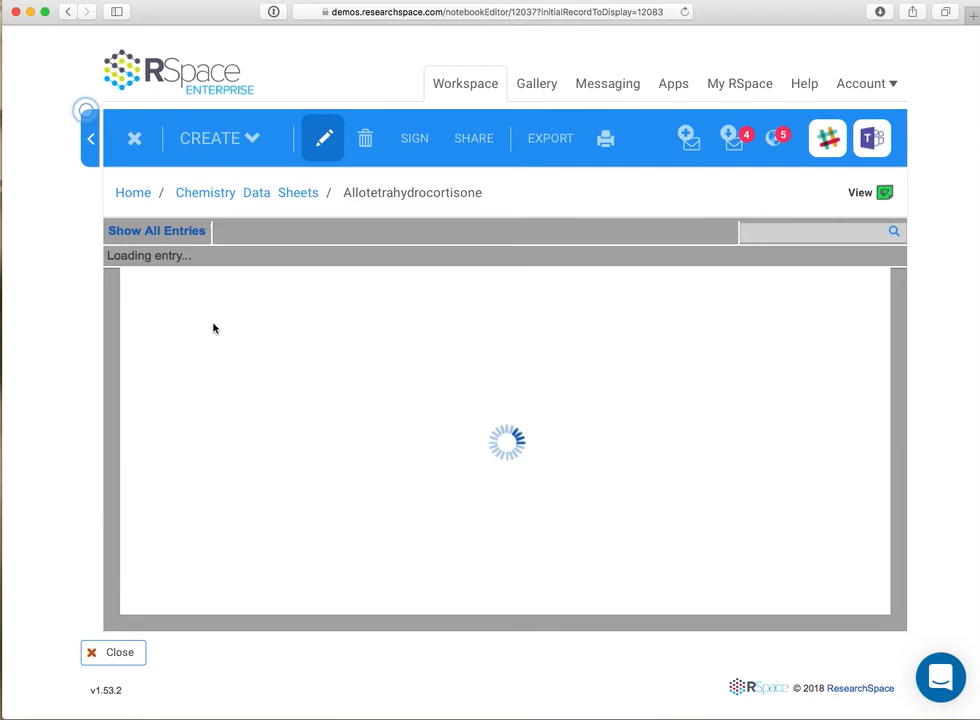 demos.researchspace.com/notebookEditor/12037?initialRecordToDisplay=12083
RSpace
ENTERPRISE
Workspace Gallery Messaging Apps My RSpace Help Account
CREATE SIGN SHARE EXPORT 4 5
Home / Chemistry Data Sheets / Allotetrahydrocortisone View
Show All Entries
Loading entry...
Close
v1.53.2
RSpace © 2018 ResearchSpace